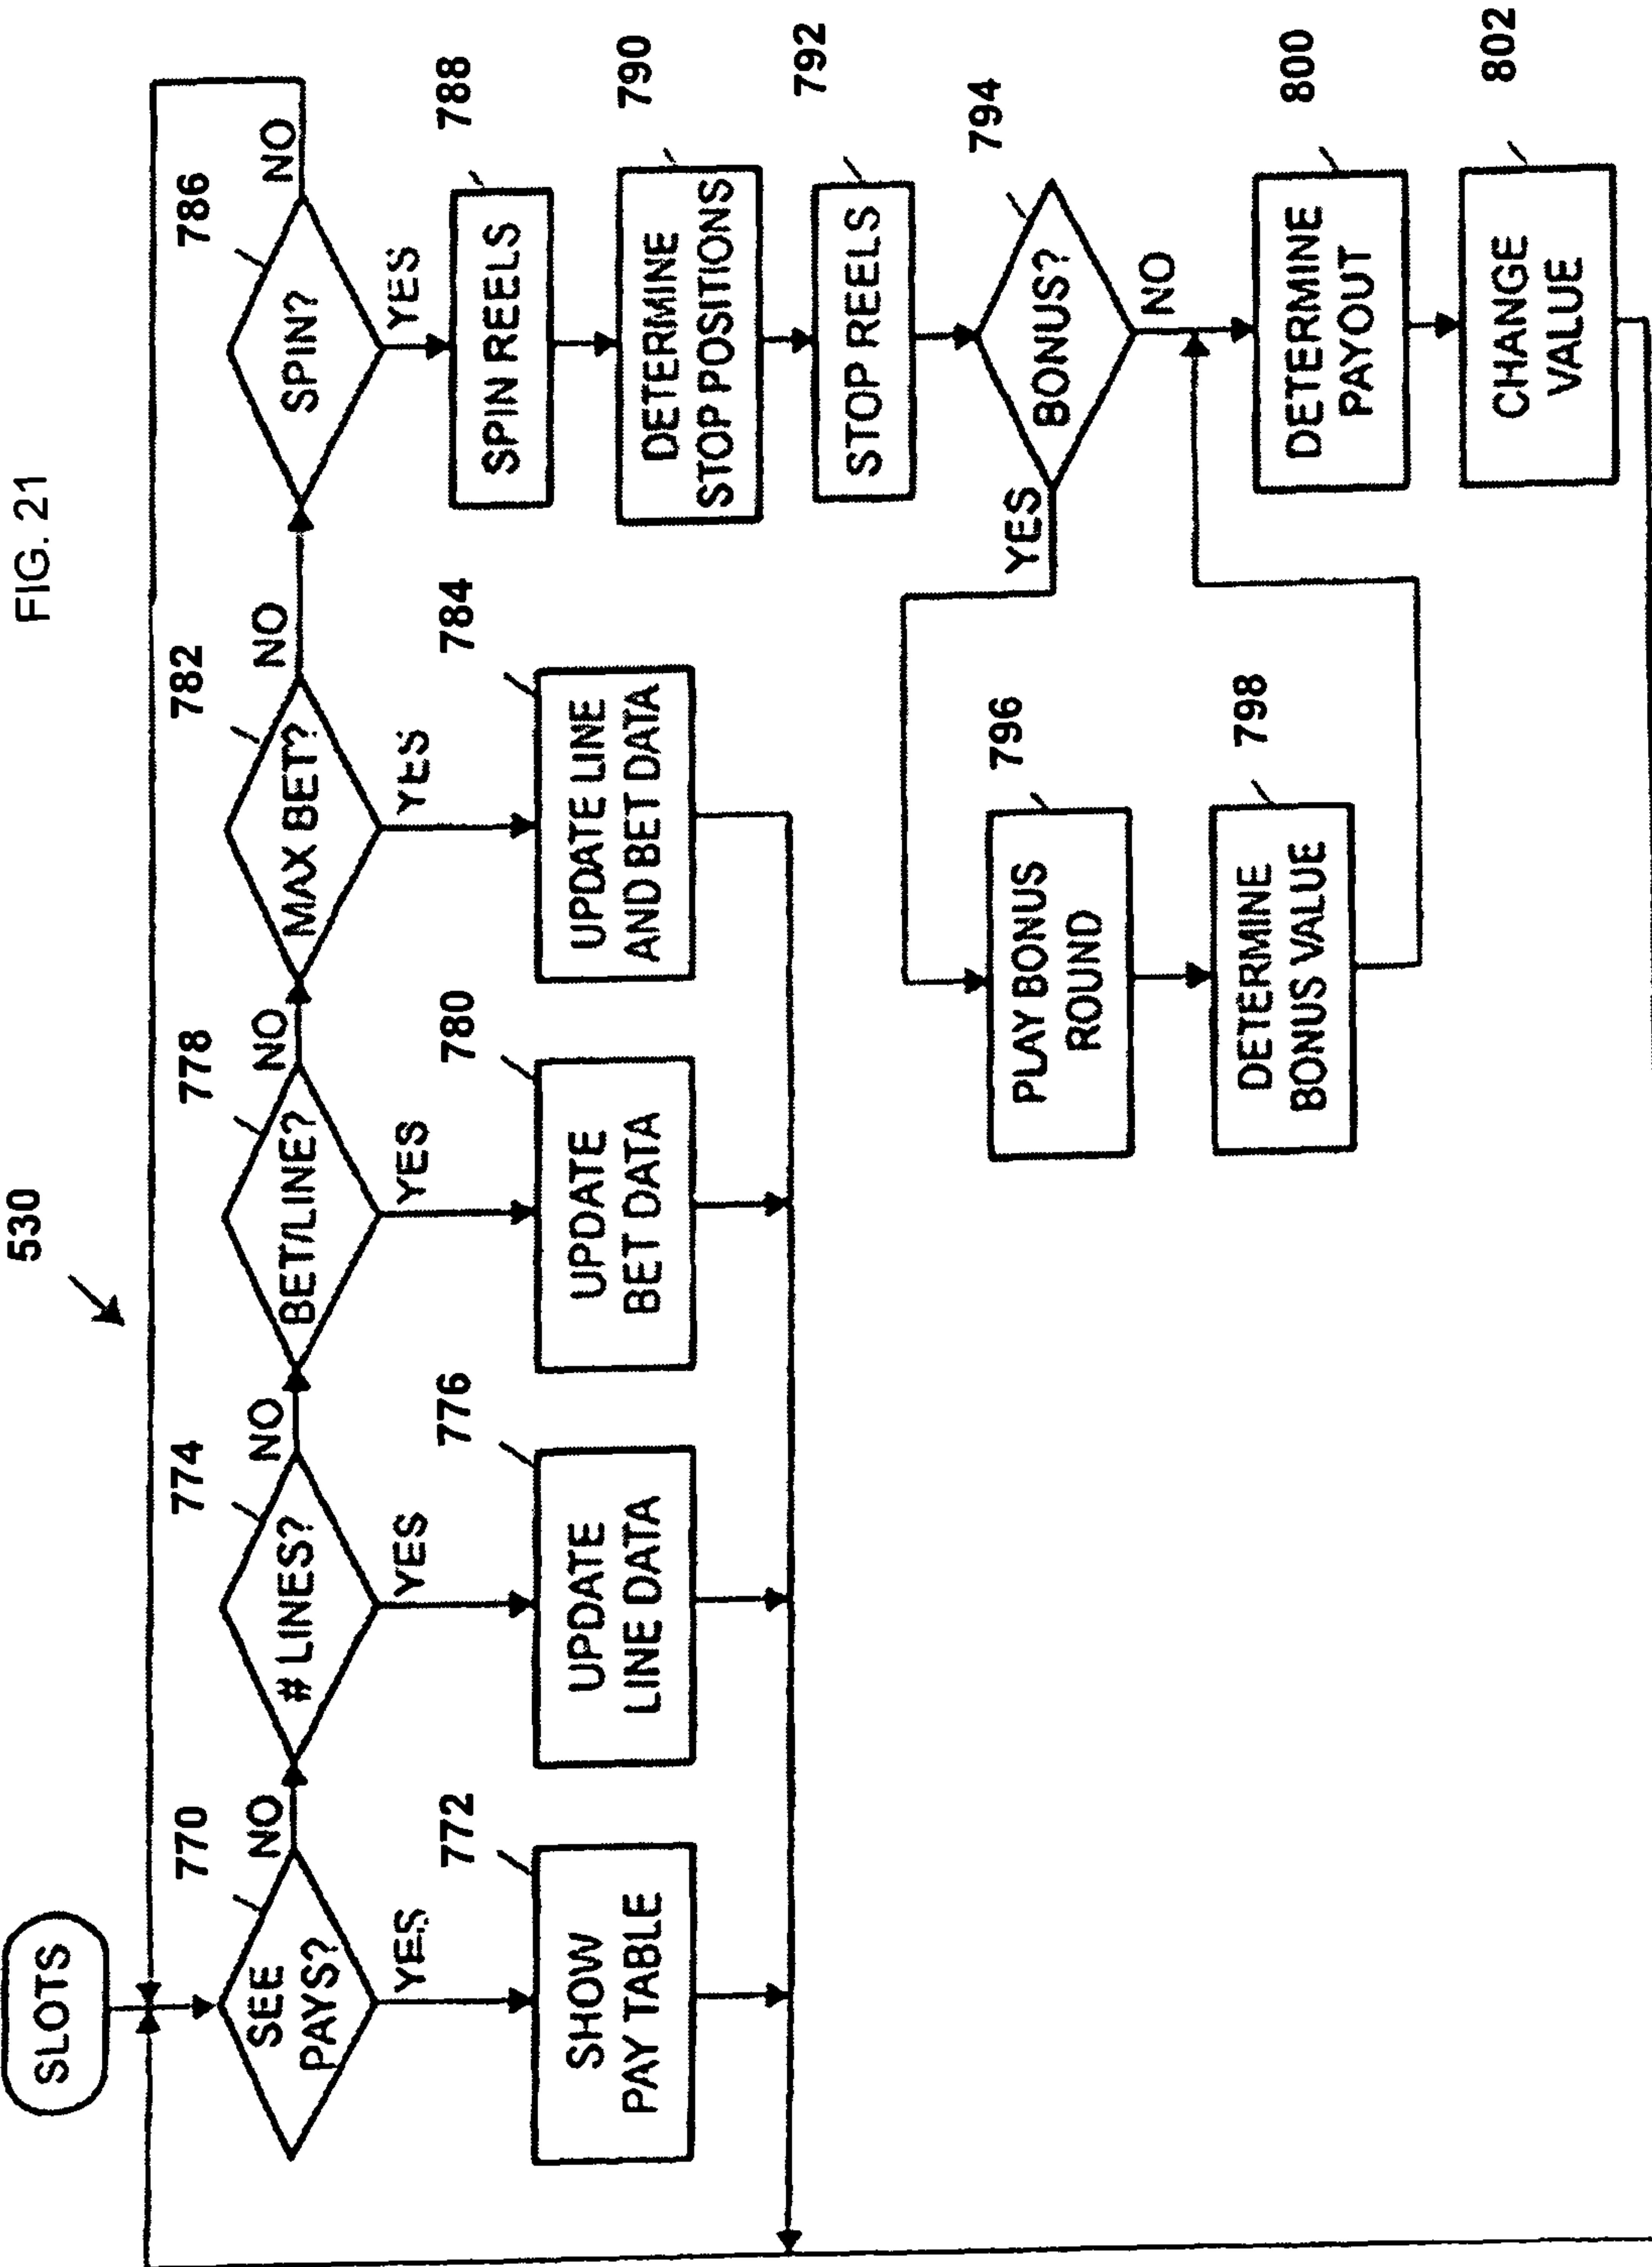 FIG. 21
530
SLOTS
770
SEE
PAYS?
NO
YES
772
SHOW
PAY TABLE
774
# LINES?
NO
YES
776
UPDATE
LINE DATA
778
BET/LINE?
NO
YES
780
UPDATE
BET DATA
782
MAX BET?
NO
YES
784
UPDATE LINE
AND BET DATA
786
SPIN?
NO
YES
788
SPIN REELS
790
DETERMINE
STOP POSITIONS
792
STOP REELS
794
BONUS?
YES
NO
796
PLAY BONUS
ROUND
798
DETERMINE
BONUS VALUE
800
DETERMINE
PAYOUT
802
CHANGE
VALUE